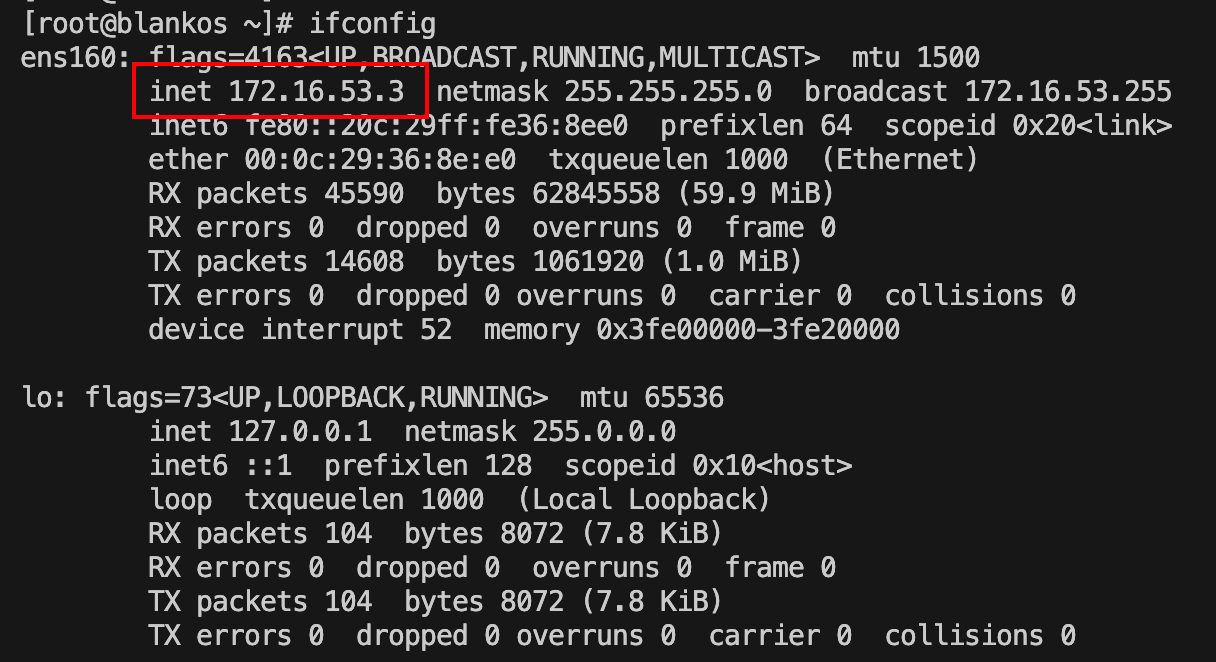 [root@blankos ~]# ifconfig
ens160: flags=4163<UP,BROADCAST,RUNNING,MULTICAST>  mtu 1500
        inet 172.16.53.3  netmask 255.255.255.0  broadcast 172.16.53.255
        inet6 fe80::20c:29ff:fe36:8ee0  prefixlen 64  scopeid 0x20<link>
        ether 00:0c:29:36:8e:e0  txqueuelen 1000  (Ethernet)
        RX packets 45590  bytes 62845558 (59.9 MiB)
        RX errors 0  dropped 0  overruns 0  frame 0
        TX packets 14608  bytes 1061920 (1.0 MiB)
        TX errors 0  dropped 0 overruns 0  carrier 0  collisions 0
        device interrupt 52  memory 0x3fe00000-3fe20000

lo: flags=73<UP,LOOPBACK,RUNNING>  mtu 65536
        inet 127.0.0.1  netmask 255.0.0.0
        inet6 ::1  prefixlen 128  scopeid 0x10<host>
        loop  txqueuelen 1000  (Local Loopback)
        RX packets 104  bytes 8072 (7.8 KiB)
        RX errors 0  dropped 0  overruns 0  frame 0
        TX packets 104  bytes 8072 (7.8 KiB)
        TX errors 0  dropped 0 overruns 0  carrier 0  collisions 0